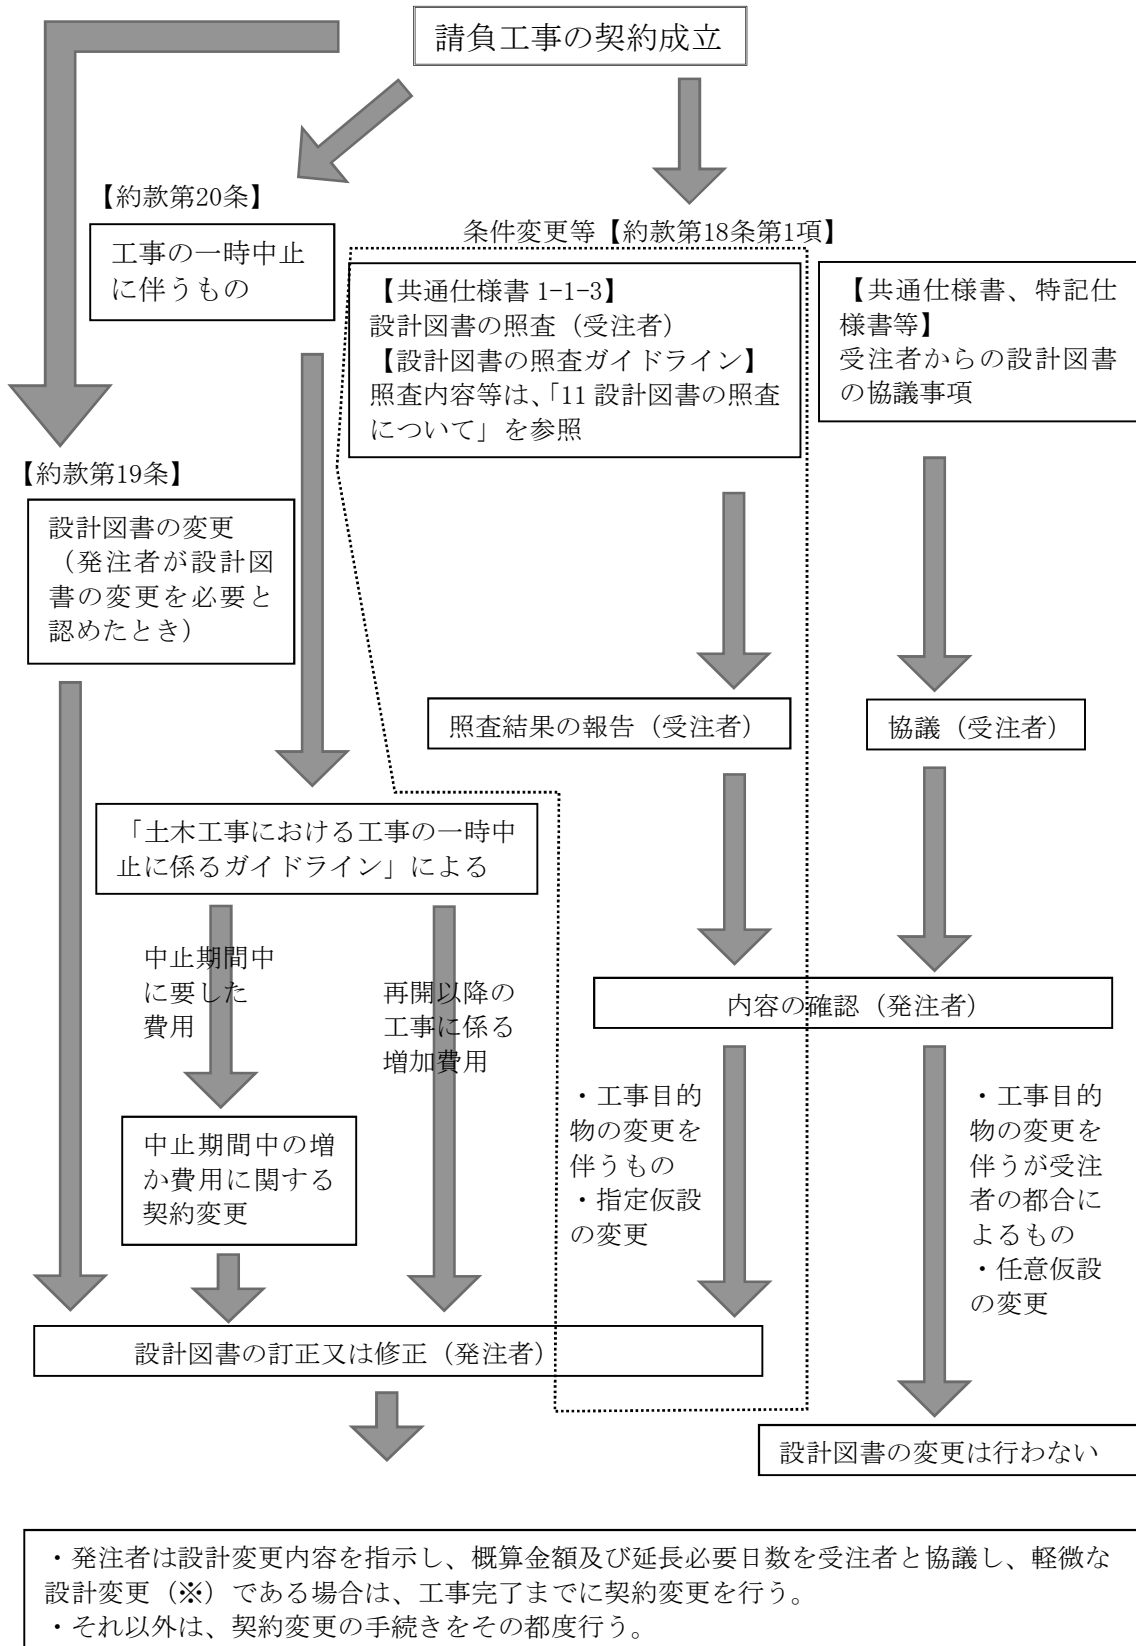 請負工事の契約成立
【約款第20条】
工事の一時中止
に伴うもの
条件変更等【約款第18条第1項】
【共通仕様書 1-1-3】
設計図書の照査（受注者）
【設計図書の照査ガイドライン】
照査内容等は、「11 設計図書の照査
について」を参照
【共通仕様書、特記仕
様書等】
受注者からの設計図書
の協議事項
【約款第19条】
設計図書の変更
（発注者が設計図
書の変更を必要と
認めたとき）
照査結果の報告（受注者）
協議（受注者）
「土木工事における工事の一時中
止に係るガイドライン」による
中止期間中
に要した
費用
再開以降の
工事に係る
増加費用
内容の確認（発注者）
中止期間中の増
か費用に関する
契約変更
・工事目的
物の変更を
伴うもの
・指定仮設
の変更
・工事目的
物の変更を
伴うが受注
者の都合に
よるもの
・任意仮設
の変更
設計図書の訂正又は修正（発注者）
設計図書の変更は行わない
・発注者は設計変更内容を指示し、概算金額及び延長必要日数を受注者と協議し、軽微な
設計変更（※）である場合は、工事完了までに契約変更を行う。
・それ以外は、契約変更の手続きをその都度行う。